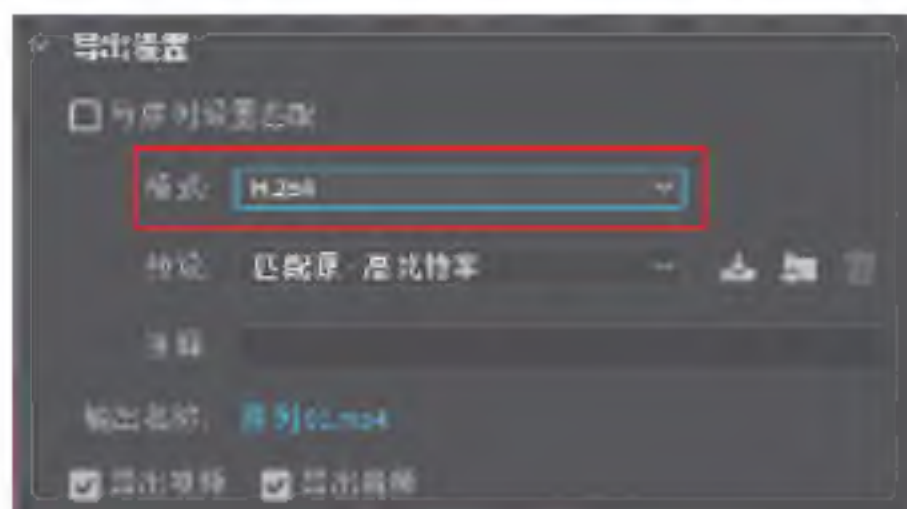 导出设置
与序列设置匹配
格式: H.264
预设: 匹配源 - 高比特率
注释:
输出名称: 序列01.mp4
导出视频 导出音频